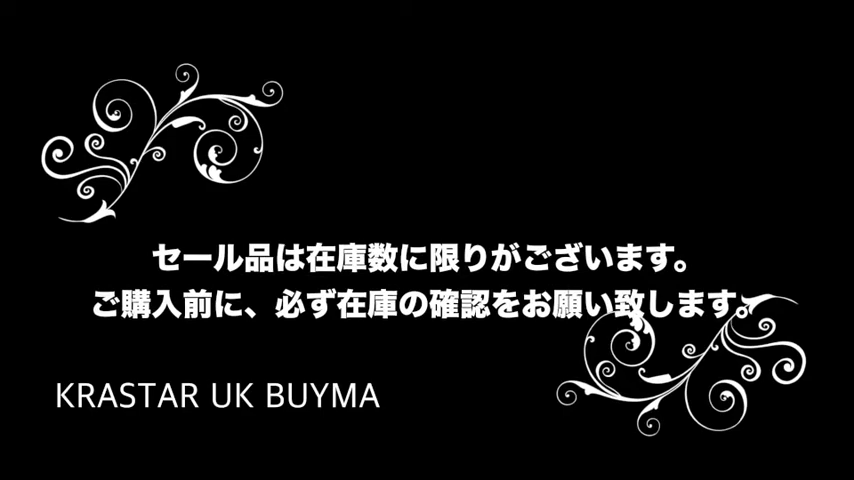 セール品は在庫数に限りがございます。
ご購入前に、必ず在庫の確認をお願い致します。
KRASTAR UK BUYMA